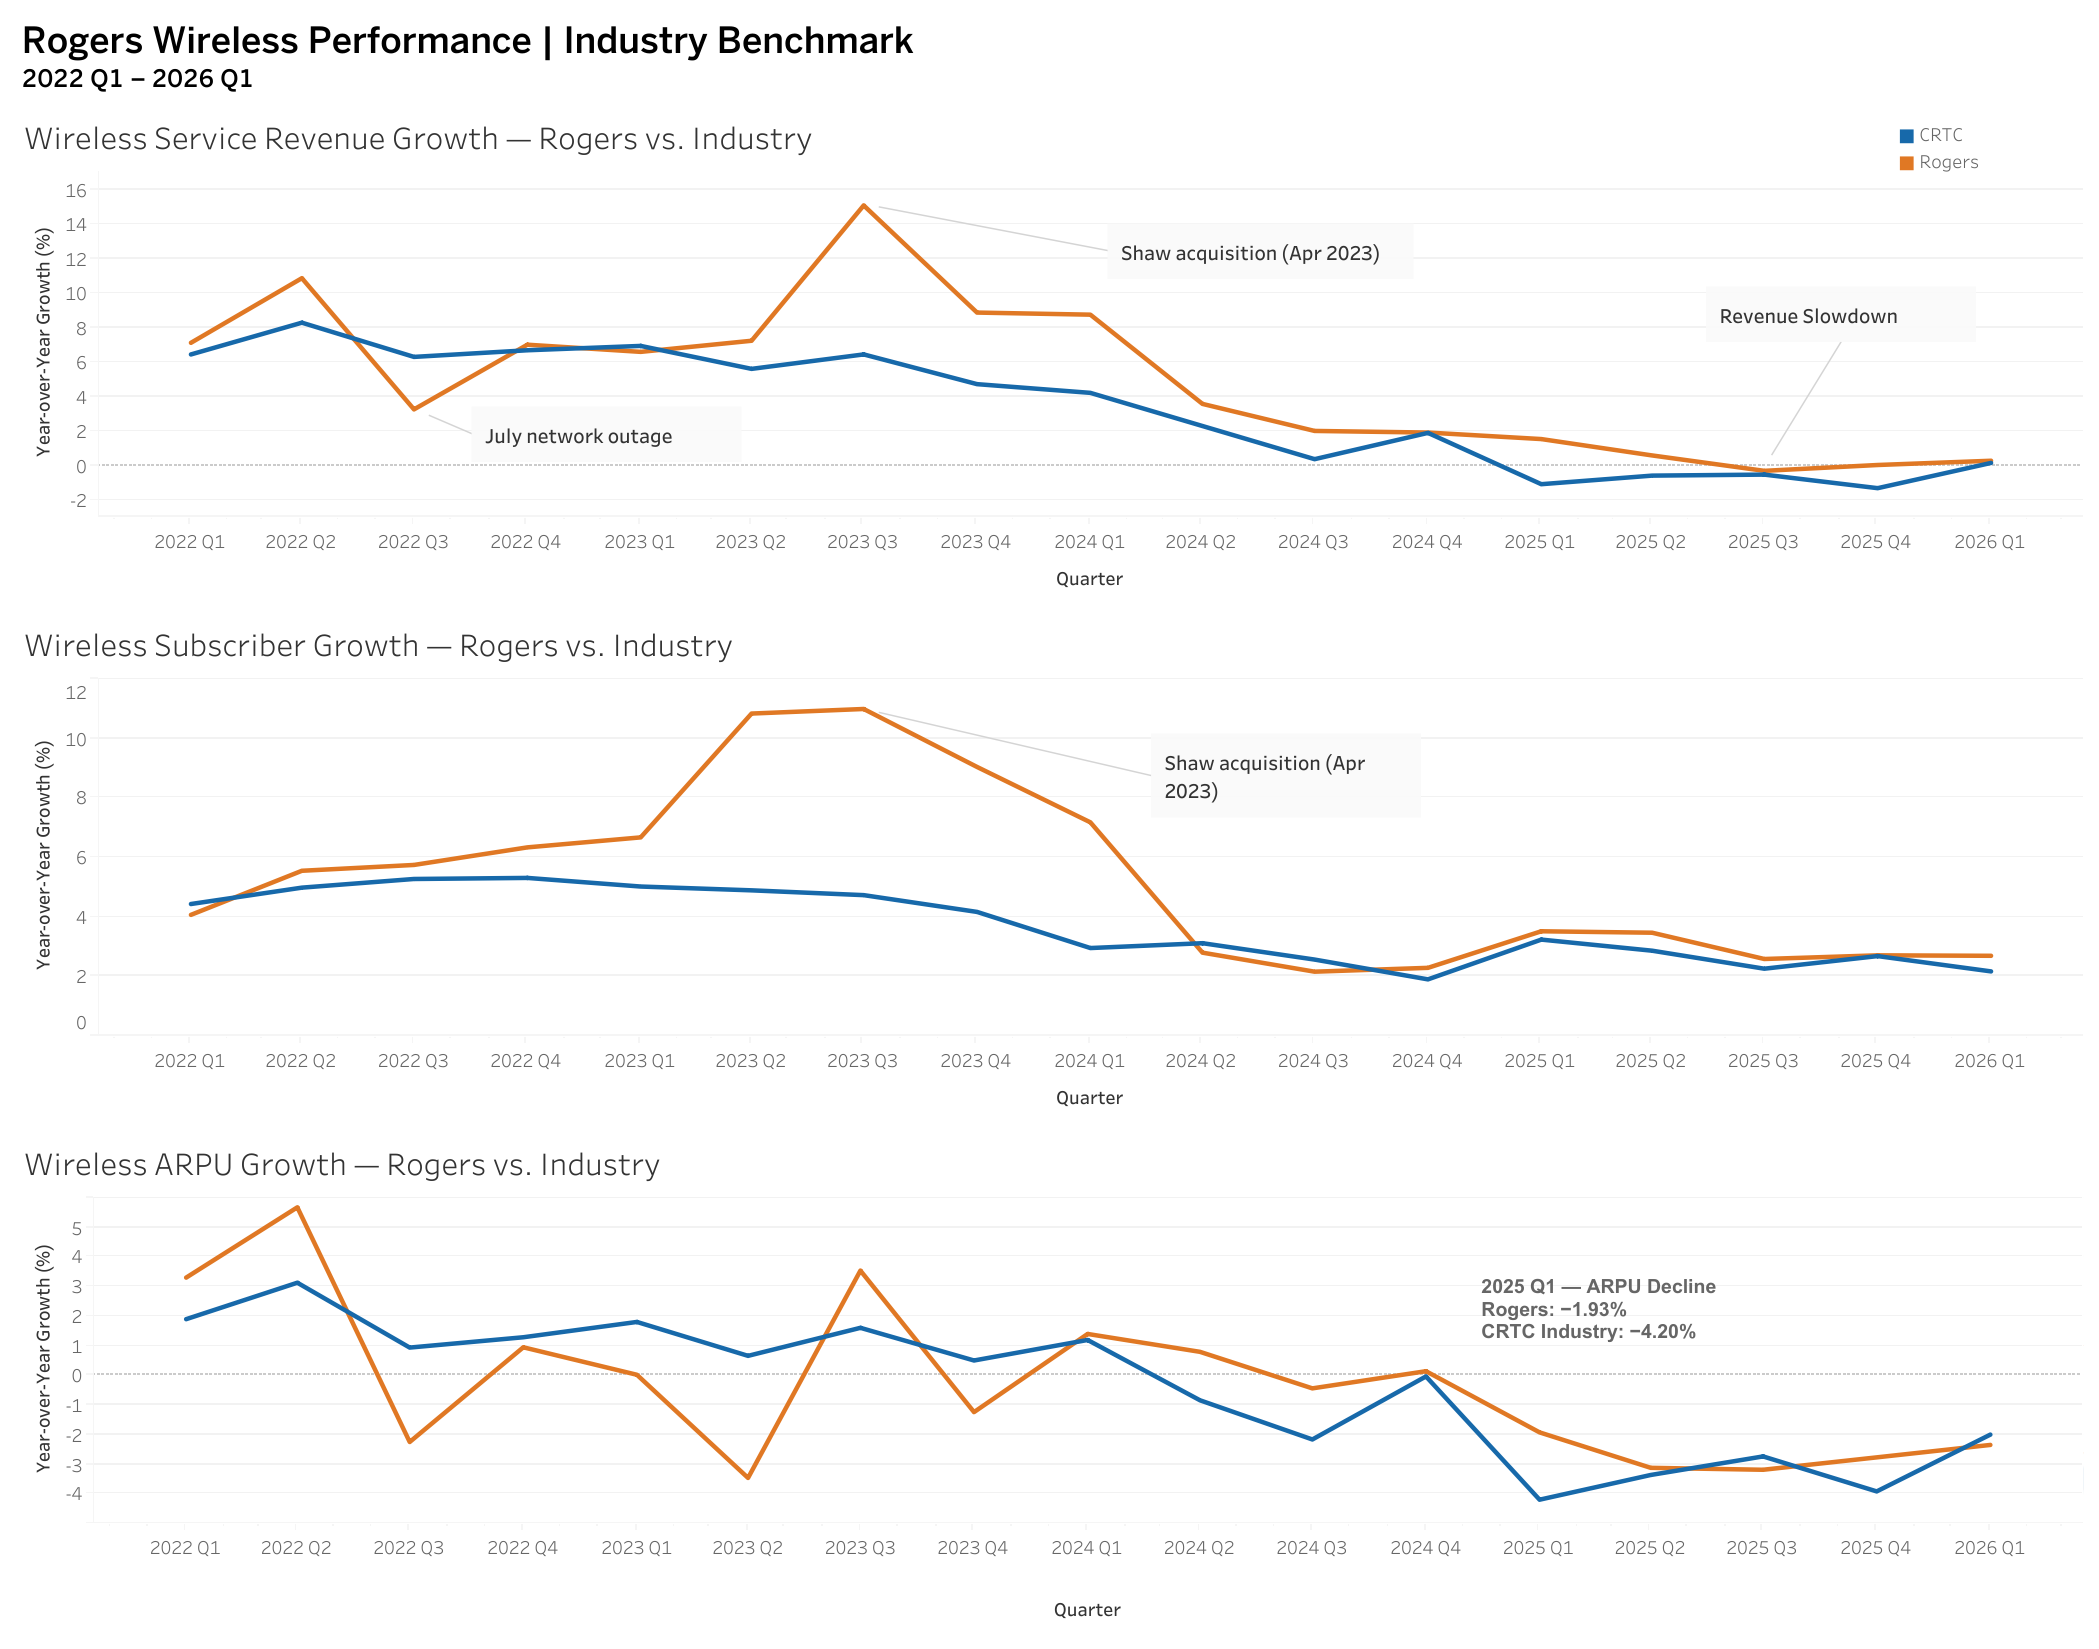 Rogers Wireless Performance | Industry Benchmark
2022 Q1 – 2026 Q1
Wireless Service Revenue Growth — Rogers vs. Industry
CRTC
Rogers
Year-over-Year Growth (%)
16
14
12
10
8
6
4
2
0
-2
Shaw acquisition (Apr 2023)
Revenue Slowdown
July network outage
2022 Q1 2022 Q2 2022 Q3 2022 Q4 2023 Q1 2023 Q2 2023 Q3 2023 Q4 2024 Q1 2024 Q2 2024 Q3 2024 Q4 2025 Q1 2025 Q2 2025 Q3 2025 Q4 2026 Q1
Quarter
Wireless Subscriber Growth — Rogers vs. Industry
Year-over-Year Growth (%)
12
10
8
6
4
2
0
Shaw acquisition (Apr
2023)
2022 Q1 2022 Q2 2022 Q3 2022 Q4 2023 Q1 2023 Q2 2023 Q3 2023 Q4 2024 Q1 2024 Q2 2024 Q3 2024 Q4 2025 Q1 2025 Q2 2025 Q3 2025 Q4 2026 Q1
Quarter
Wireless ARPU Growth — Rogers vs. Industry
Year-over-Year Growth (%)
5
4
3
2
1
0
-1
-2
-3
-4
2025 Q1 — ARPU Decline
Rogers: −1.93%
CRTC Industry: −4.20%
2022 Q1 2022 Q2 2022 Q3 2022 Q4 2023 Q1 2023 Q2 2023 Q3 2023 Q4 2024 Q1 2024 Q2 2024 Q3 2024 Q4 2025 Q1 2025 Q2 2025 Q3 2025 Q4 2026 Q1
Quarter